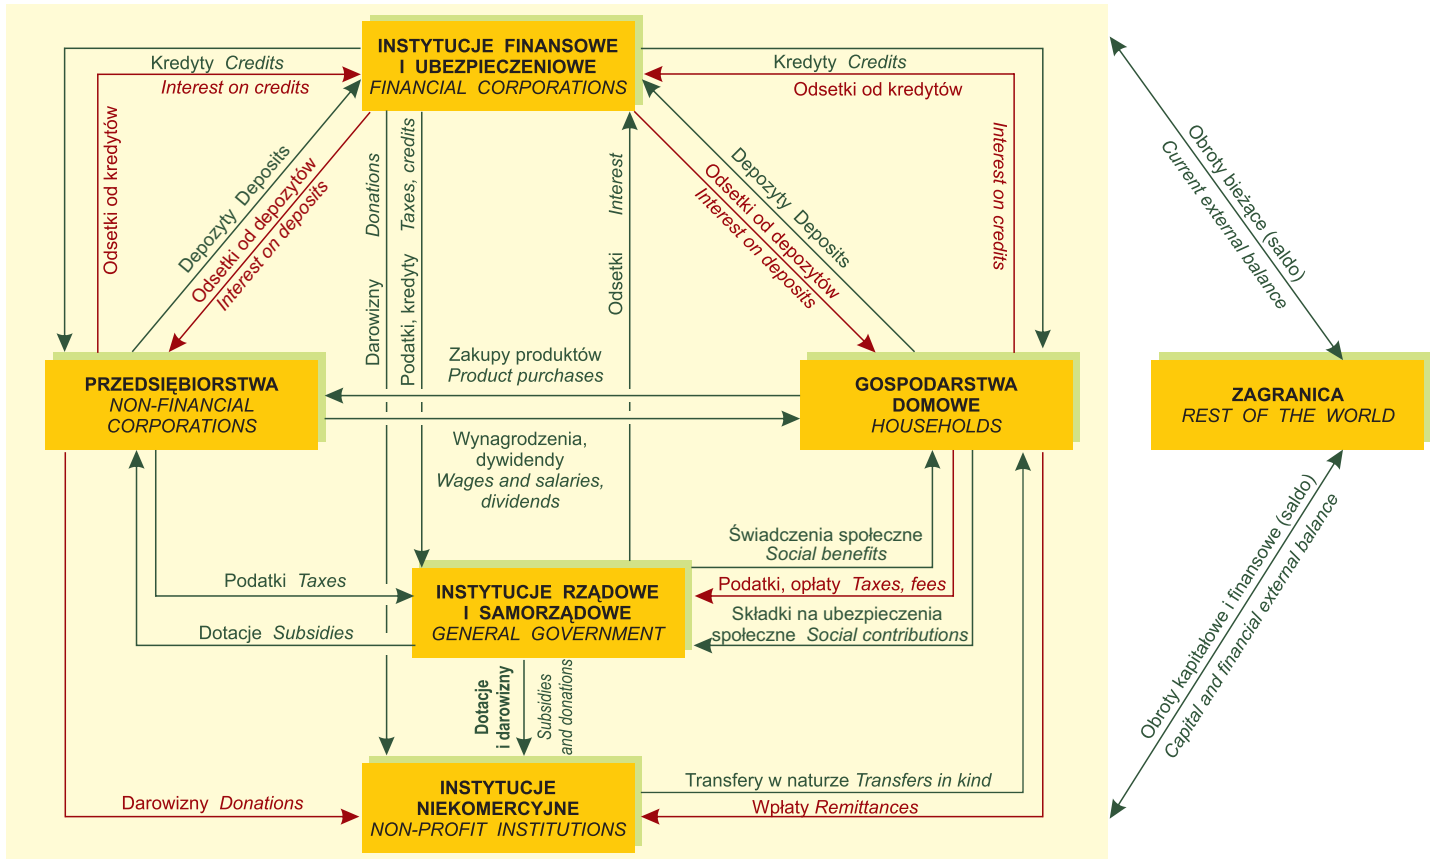 INSTYTUCJE FINANSOWE
I UBEZPIECZENIOWE
FINANCIAL CORPORATIONS
Kredyty Credits
Interest on credits
Kredyty Credits
Odsetki od kredytów
Odsetki od kredytów
Depozyty Deposits
Odsetki od depozytów
Interest on deposits
Darowizny Donations
Podatki, kredyty Taxes, credits
Odsetki Interest
Depozyty Deposits
Odsetki od depozytów
Interest on deposits
Interest on credits
Obroty bieżące (saldo)
Current external balance
PRZEDSIĘBIORSTWA
NON-FINANCIAL
CORPORATIONS
Zakupy produktów
Product purchases
GOSPODARSTWA
DOMOWE
HOUSEHOLDS
ZAGRANICA
REST OF THE WORLD
Wynagrodzenia,
dywidendy
Wages and salaries,
dividends
Świadczenia społeczne
Social benefits
Podatki Taxes
INSTYTUCJE RZĄDOWE
I SAMORZĄDOWE
GENERAL GOVERNMENT
Podatki, opłaty Taxes, fees
Składki na ubezpieczenia
społeczne Social contributions
Dotacje Subsidies
Dotacje
i darowizny
Subsidies
and donations
Obroty kapitałowe i finansowe (saldo)
Capital and financial external balance
INSTYTUCJE
NIEKOMERCYJNE
NON-PROFIT INSTITUTIONS
Transfery w naturze Transfers in kind
Darowizny Donations
Wpłaty Remittances